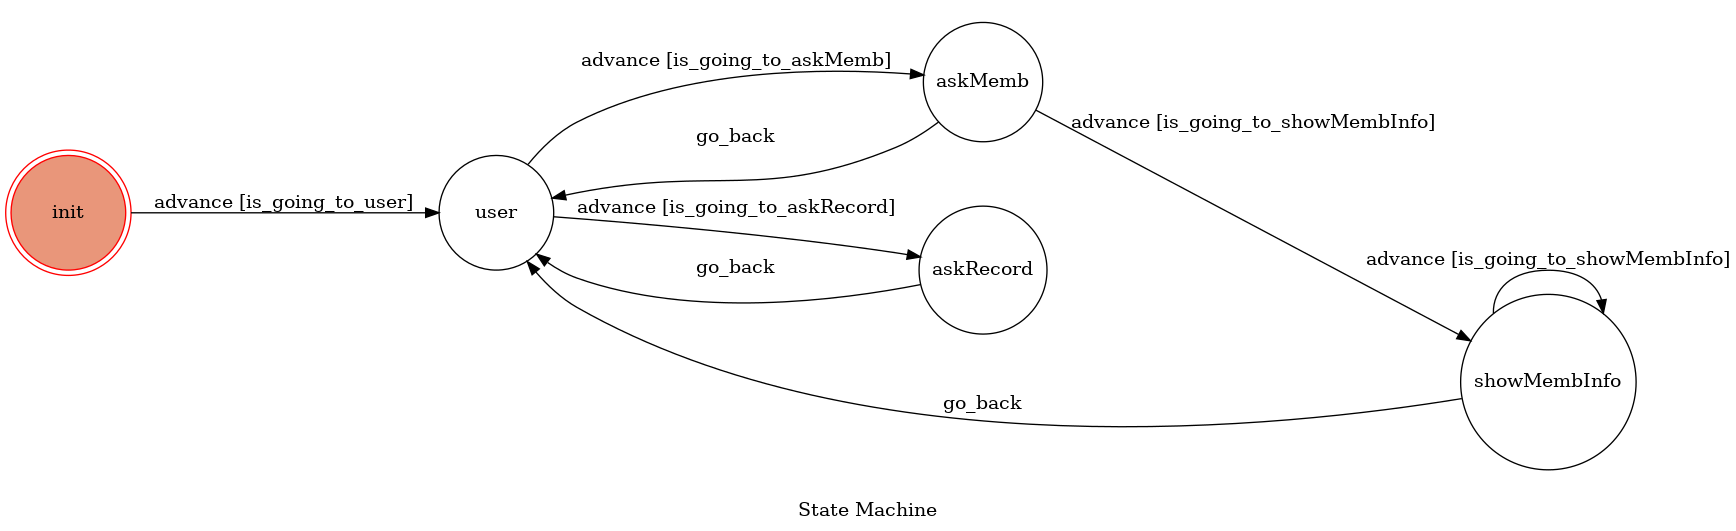 advance [is_going_to_askMemb]
askMemb
advance [is_going_to_showMembInfo]
go_back
init
advance [is_going_to_user]
user
advance [is_going_to_askRecord]
go_back
askRecord
advance [is_going_to_showMembInfo]
showMembInfo
go_back
State Machine